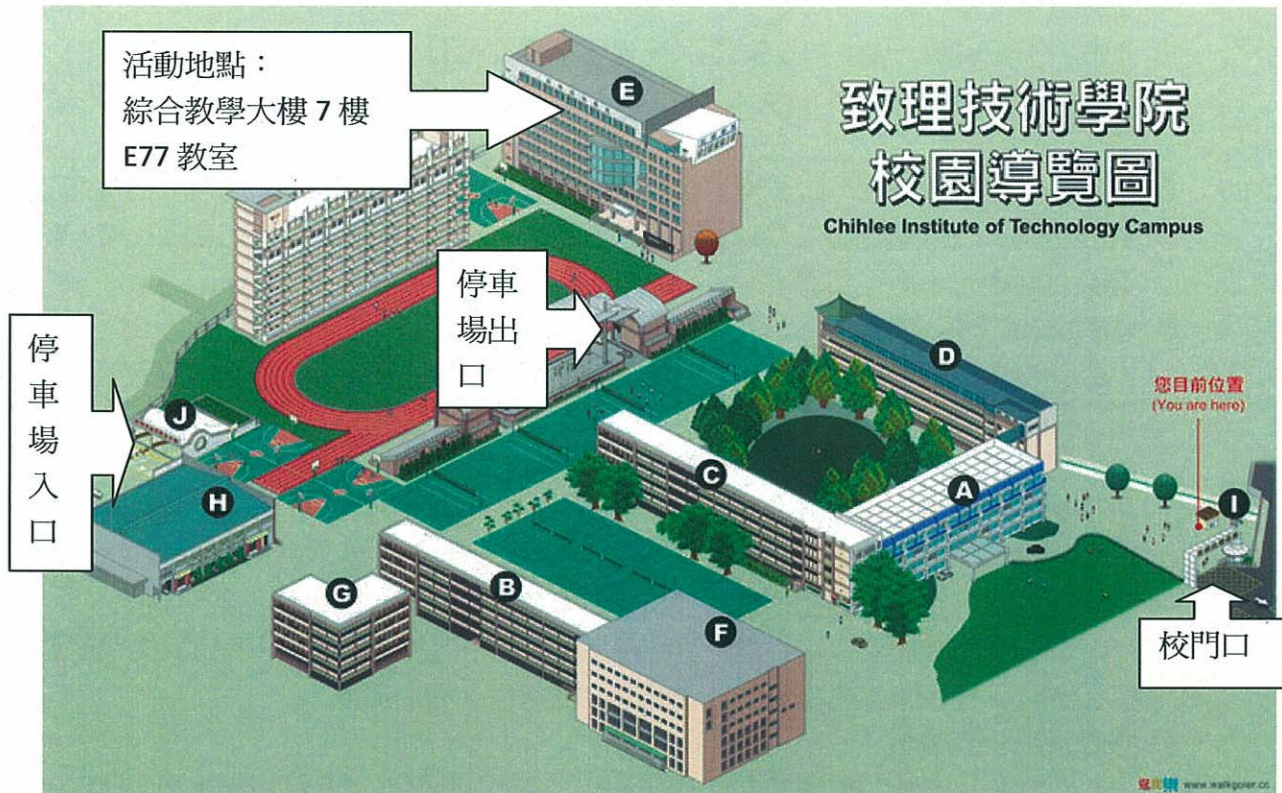 活動地點：
綜合教學大樓 7 樓
E77 教室
致理技術學院
校園導覽圖
Chihlee Institute of Technology Campus
E
停車
場出
口
停
車
場
入
口
D
您目前位置
(You are here)
J
C
A
I
H
B
G
F
校門口
www.walkgoler.cc